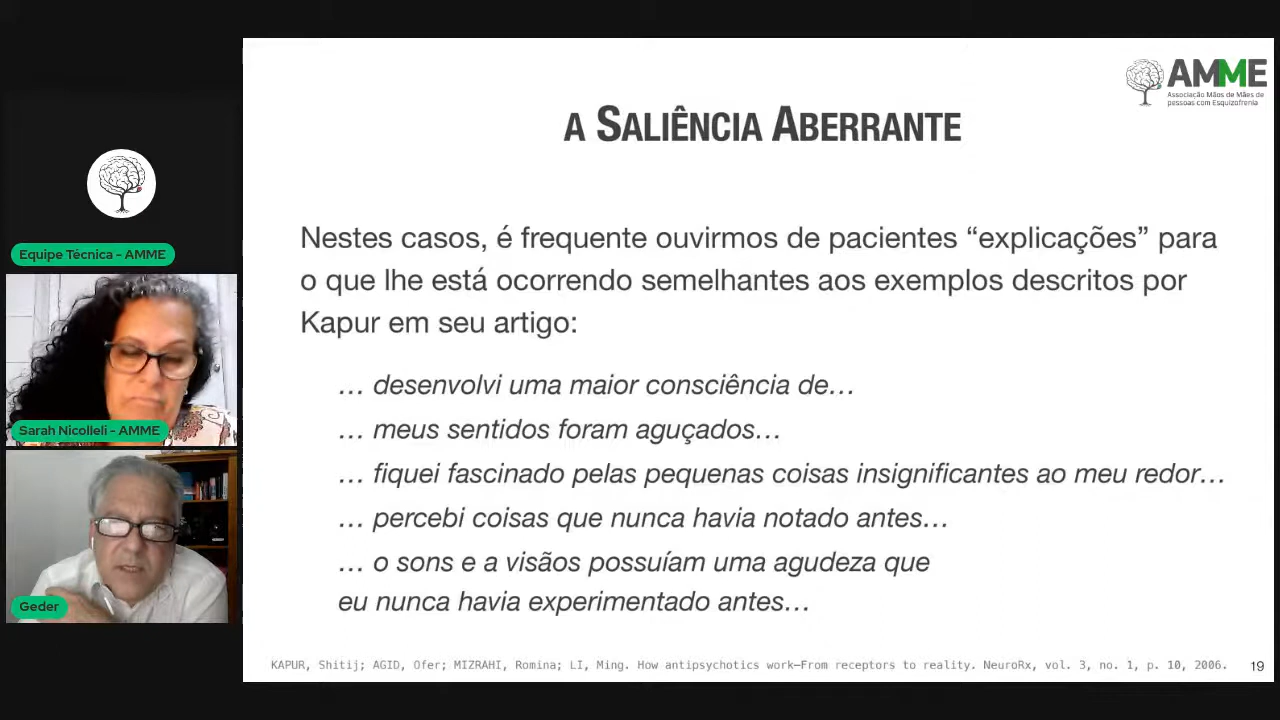 AMME
Associação Mãos de Mães de
pessoas com Esquizofrenia
A SALIÊNCIA ABERRANTE
Equipe Técnica - AMME
Nestes casos, é frequente ouvirmos de pacientes “explicações” para
o que lhe está ocorrendo semelhantes aos exemplos descritos por
Kapur em seu artigo:
… desenvolvi uma maior consciência de…
… meus sentidos foram aguçados…
… fiquei fascinado pelas pequenas coisas insignificantes ao meu redor…
… percebi coisas que nunca havia notado antes…
… o sons e a visãos possuíam uma agudeza que
eu nunca havia experimentado antes…
Sarah Nicolleli - AMME
Geder
KAPUR, Shitij; AGID, Ofer; MIZRAHI, Romina; LI, Ming. How antipsychotics work—From receptors to reality. NeuroRx, vol. 3, no. 1, p. 10, 2006.
19